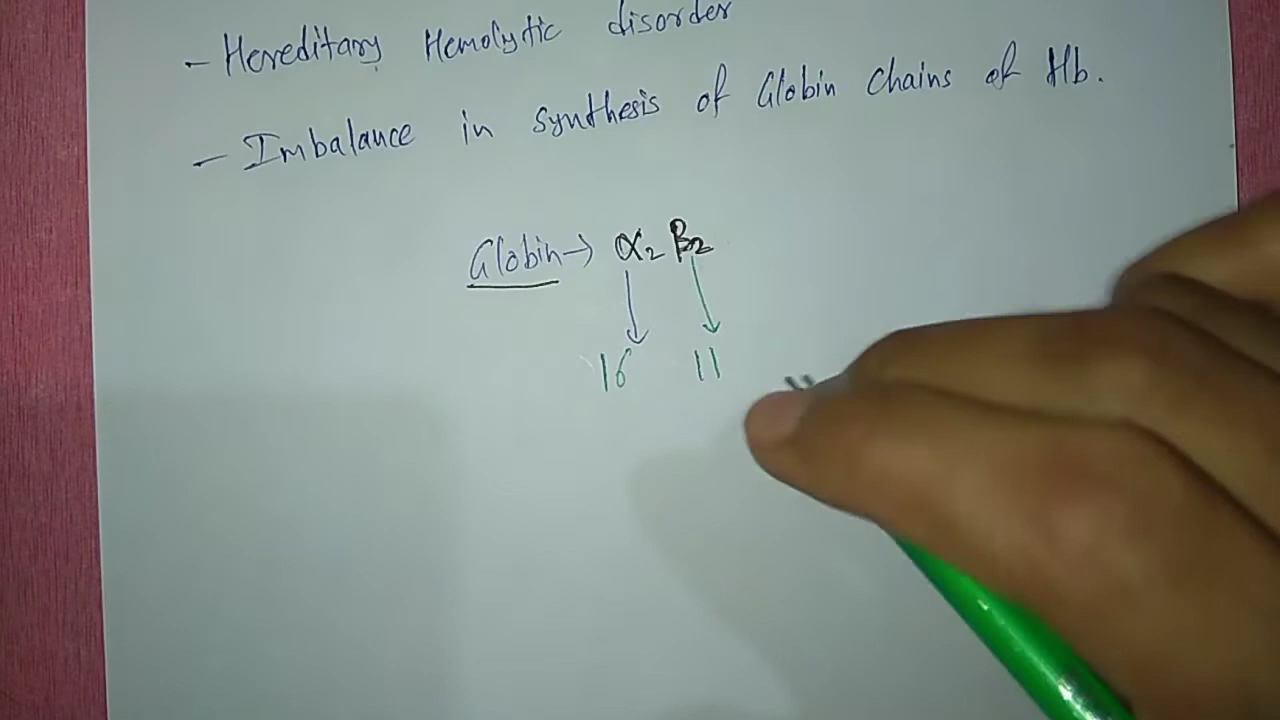 - Hereditary Hemolytic disorder
- Imbalance in synthesis of Globin Chains of Hb.
Globin → α₂ β₂
16 11